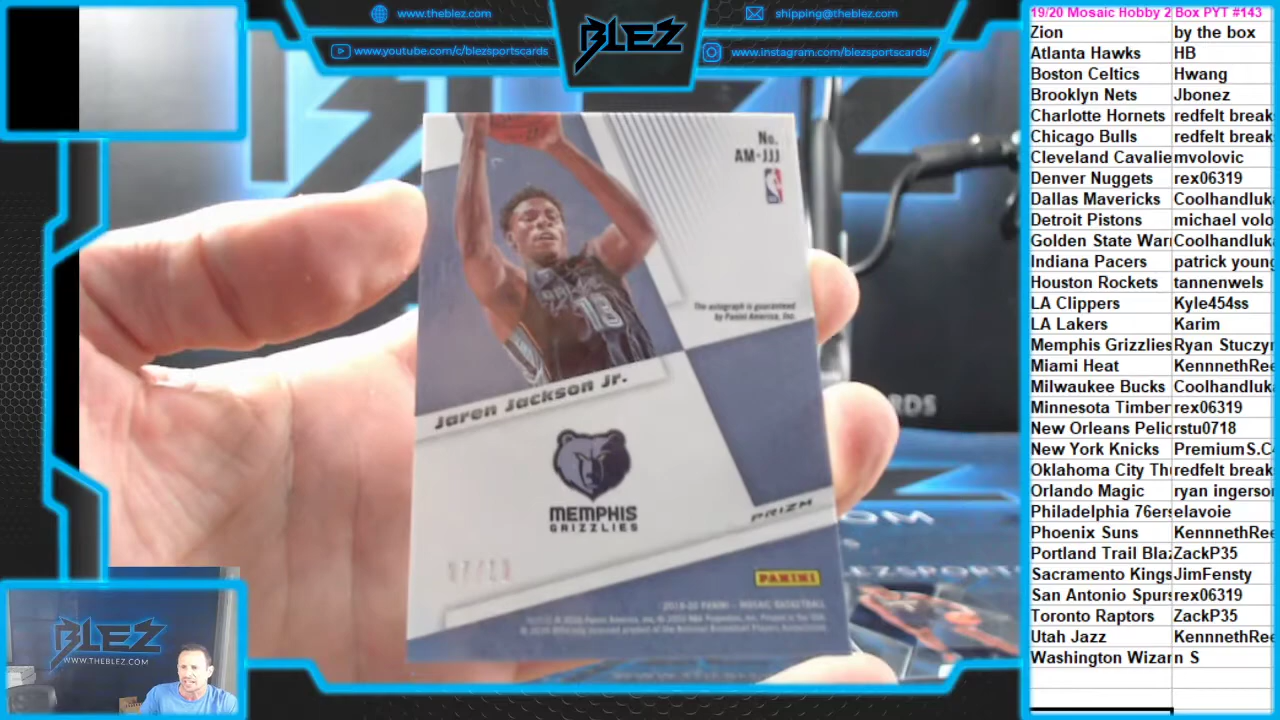 www.theblez.com
shipping@theblez.com
BLEZ
www.youtube.com/c/blezsportscards
www.instagram.com/blezsportscards/
No.
AM-JJJ
The autograph is guaranteed
by Panini America, Inc.
Jaren Jackson Jr.
MEMPHIS
GRIZZLIES
PRIZM
PANINI
2019-20 PANINI - MOSAIC BASKETBALL
BLEZ
WWW.THEBLEZ.COM
19/20 Mosaic Hobby 2 Box PYT #143
Zion by the box
Atlanta Hawks HB
Boston Celtics Hwang
Brooklyn Nets Jbonez
Charlotte Hornets redfelt break
Chicago Bulls redfelt break
Cleveland Cavalie mvolovic
Denver Nuggets rex06319
Dallas Mavericks Coolhandluk
Detroit Pistons michael volo
Golden State War Coolhandluk
Indiana Pacers patrick young
Houston Rockets tannenwels
LA Clippers Kyle454ss
LA Lakers Karim
Memphis Grizzlies Ryan Stuczy
Miami Heat KennnethRee
Milwaukee Bucks Coolhandluk
Minnesota Timber rex06319
New Orleans Pelic rstu0718
New York Knicks PremiumS.C
Oklahoma City Th redfelt break
Orlando Magic ryan ingerso
Philadelphia 76ers elavoie
Phoenix Suns KennnethRee
Portland Trail Blaz ZackP35
Sacramento Kings JimFensty
San Antonio Spurs rex06319
Toronto Raptors ZackP35
Utah Jazz KennnethRee
Washington Wizar n S